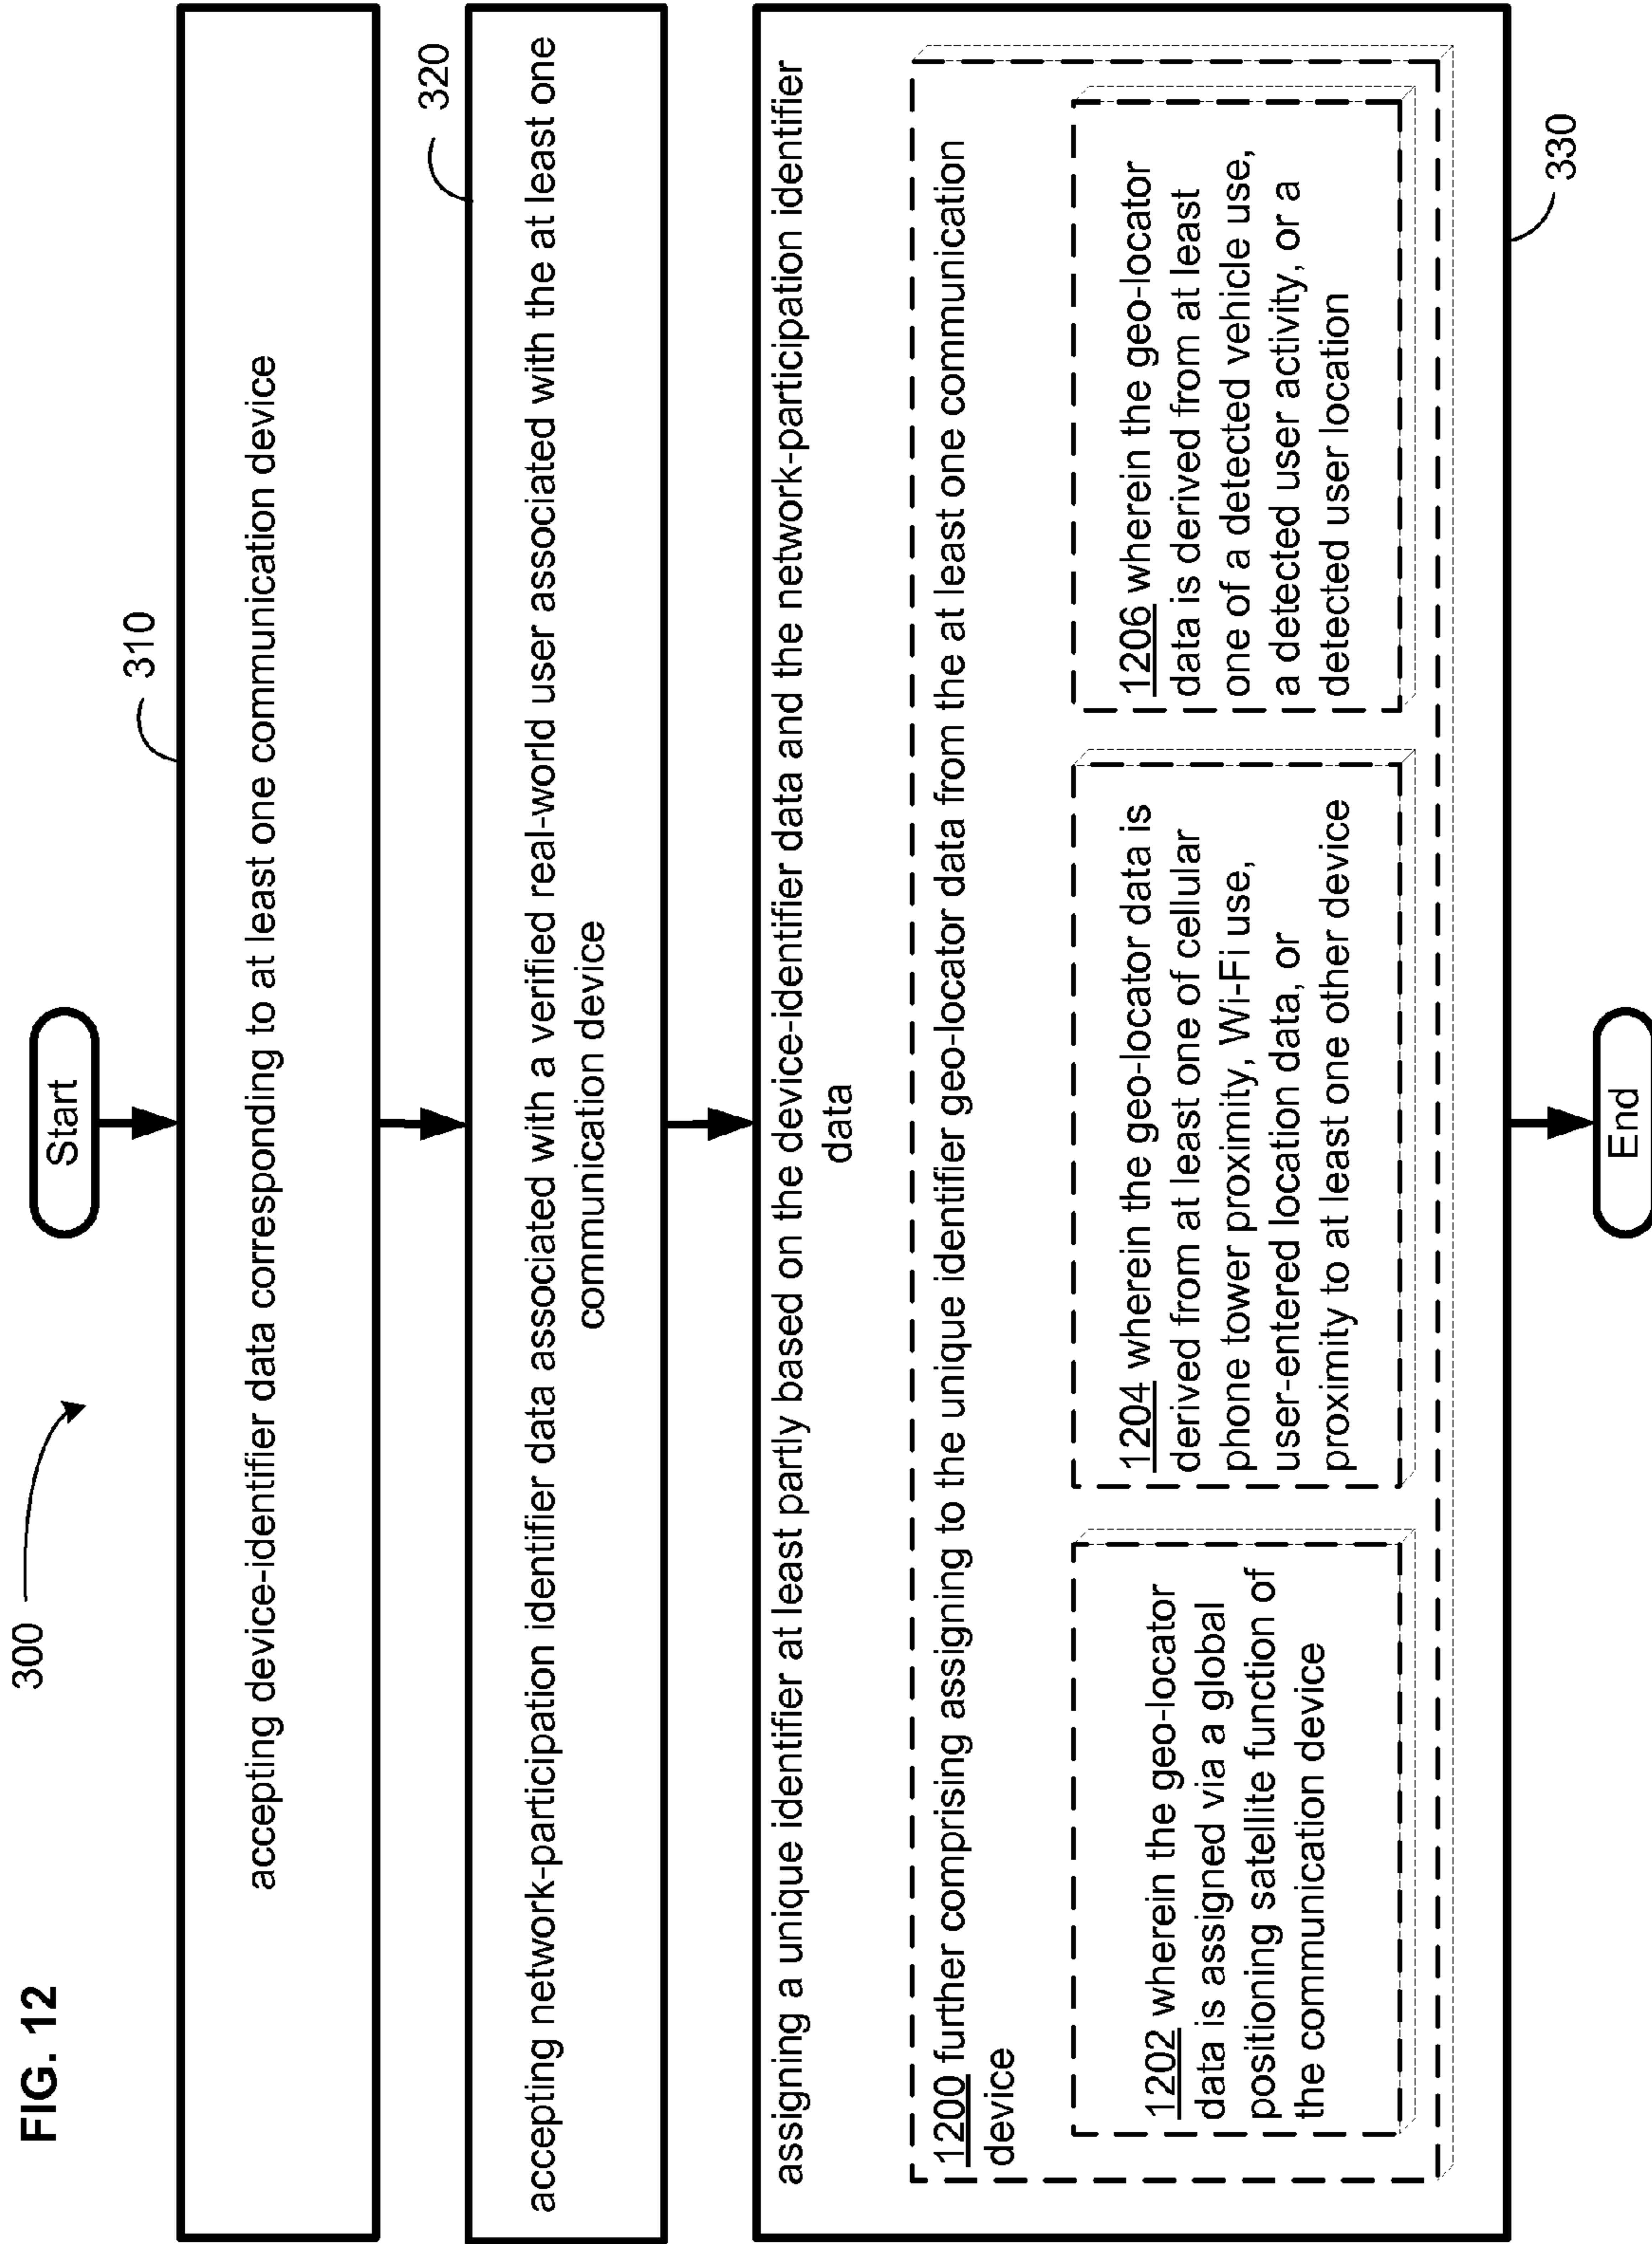 FIG. 12
300
Start
310
accepting device-identifier data corresponding to at least one communication device
320
accepting network-participation identifier data associated with a verified real-world user associated with the at least one
communication device
assigning a unique identifier at least partly based on the device-identifier data and the network-participation identifier
data
1200 further comprising assigning to the unique identifier geo-locator data from the at least one communication
device
1202 wherein the geo-locator
data is assigned via a global
positioning satellite function of
the communication device
1204 wherein the geo-locator data is
derived from at least one of cellular
phone tower proximity, Wi-Fi use,
user-entered location data, or
proximity to at least one other device
1206 wherein the geo-locator
data is derived from at least
one of a detected vehicle use,
a detected user activity, or a
detected user location
330
End